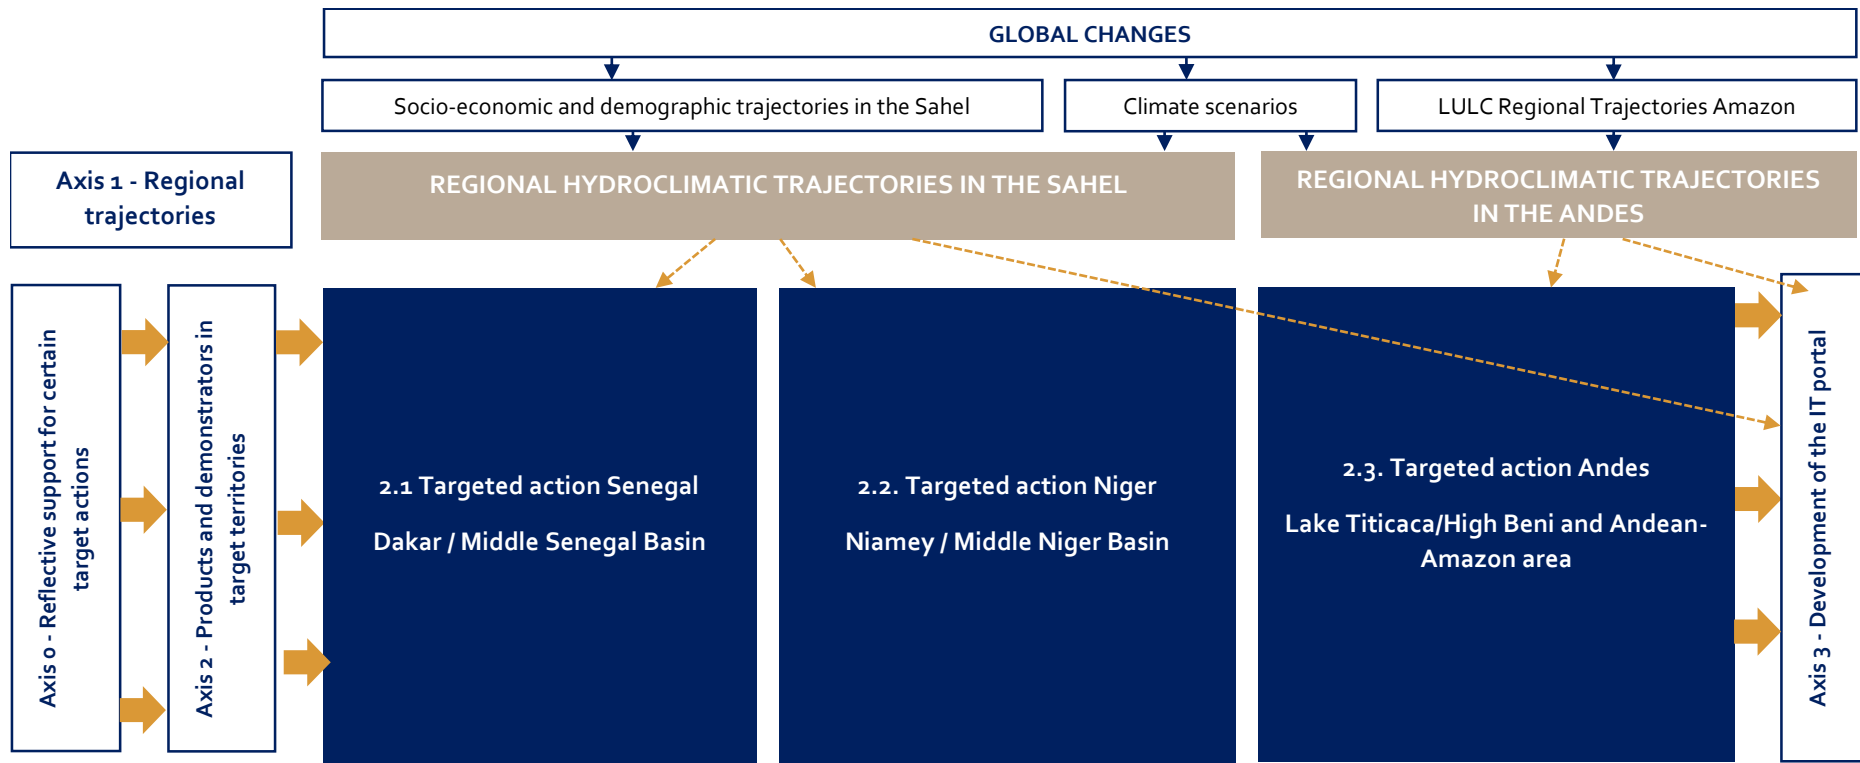 GLOBAL CHANGES
Socio-economic and demographic trajectories in the Sahel
Climate scenarios
LULC Regional Trajectories Amazon
Axis 1 - Regional
trajectories
REGIONAL HYDROCLIMATIC TRAJECTORIES IN THE SAHEL
REGIONAL HYDROCLIMATIC TRAJECTORIES
IN THE ANDES
Axis 0 - Reflective support for certain
target actions
Axis 2 - Products and demonstrators in
target territories
2.1 Targeted action Senegal
Dakar / Middle Senegal Basin
2.2. Targeted action Niger
Niamey / Middle Niger Basin
2.3. Targeted action Andes
Lake Titicaca/High Beni and Andean-
Amazon area
Axis 3 - Development of the IT portal